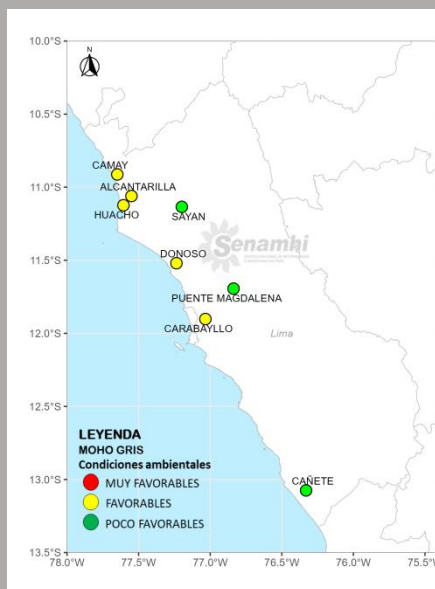 N
10.0°S
10.5°S
11.0°S
11.5°S
12.0°S
12.5°S
13.0°S
13.5°S
CAMAY
ALCANTARILLA
HUACHO
SAYAN
Senamhi
DONOSO
PUENTE MAGDALENA
CARABAYLLO
Lima
CAÑETE
LEYENDA
MOHO GRIS
Condiciones ambientales
MUY FAVORABLES
FAVORABLES
POCO FAVORABLES
78.0°W 77.5°W 77.0°W 76.5°W 76.0°W